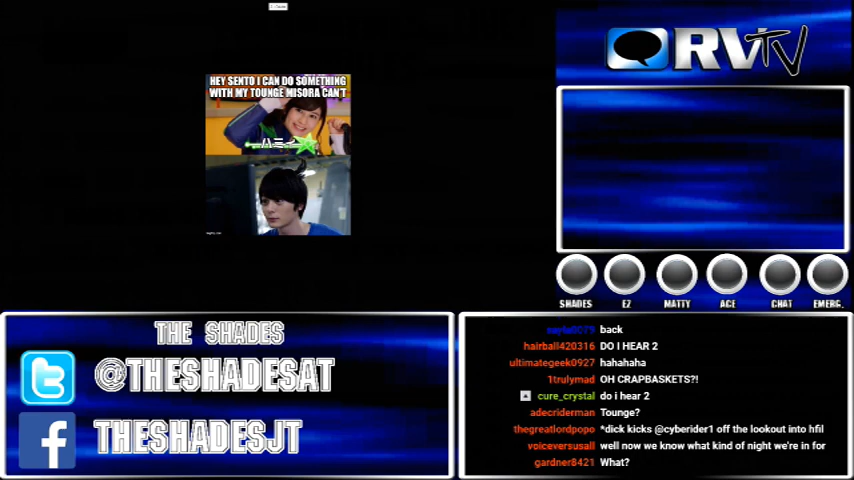 HEY SENTO I CAN DO SOMETHING
WITH MY TOUNGE MISORA CAN'T
ハミィ
RVTV
SHADES
EZ
MATTY
ACE
CHAT
EMERG.
THE SHADES
@THESHADESAT
THESHADESJT
back
hairball420316 DO I HEAR 2
ultimategeek0927 hahahaha
1trulymad OH CRAPBASKETS?!
cure_crystal do i hear 2
adecriderman Tounge?
thegreatlordpopo *dick kicks @cyberider1 off the lookout into hfil
voiceversusall well now we know what kind of night we're in for
gardner8421 What?